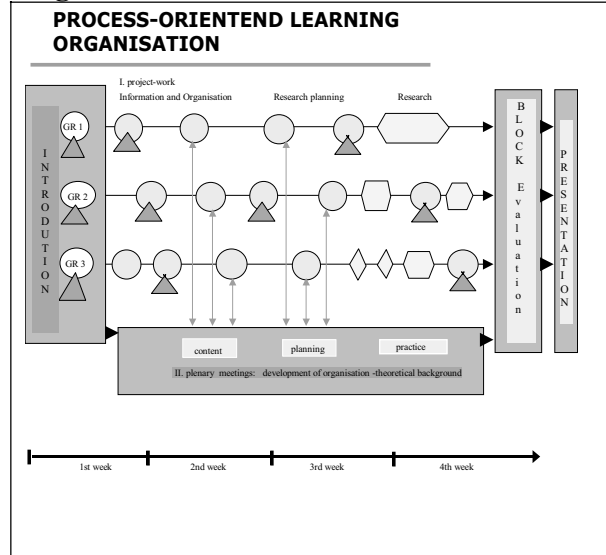 PROCESS-ORIENTEND LEARNING
ORGANISATION
I. project-work
Information and Organisation
Research planning
Research
INTRODUTION
GR 1
GR 2
GR 3
BLOCK Evaluation
PRESENTATION
content
planning
practice
II. plenary meetings: development of organisation -theoretical background
1st week
2nd week
3rd week
4th week